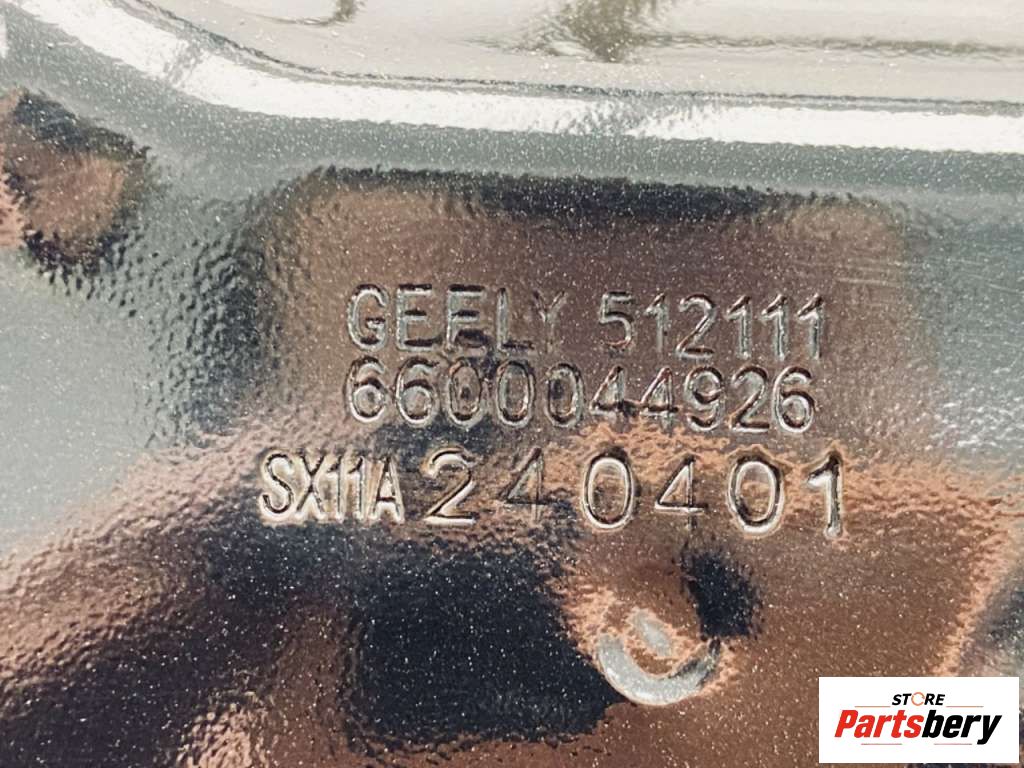 GEELY 512111
6600044926
SX11A 240401
STORE
Partsbery